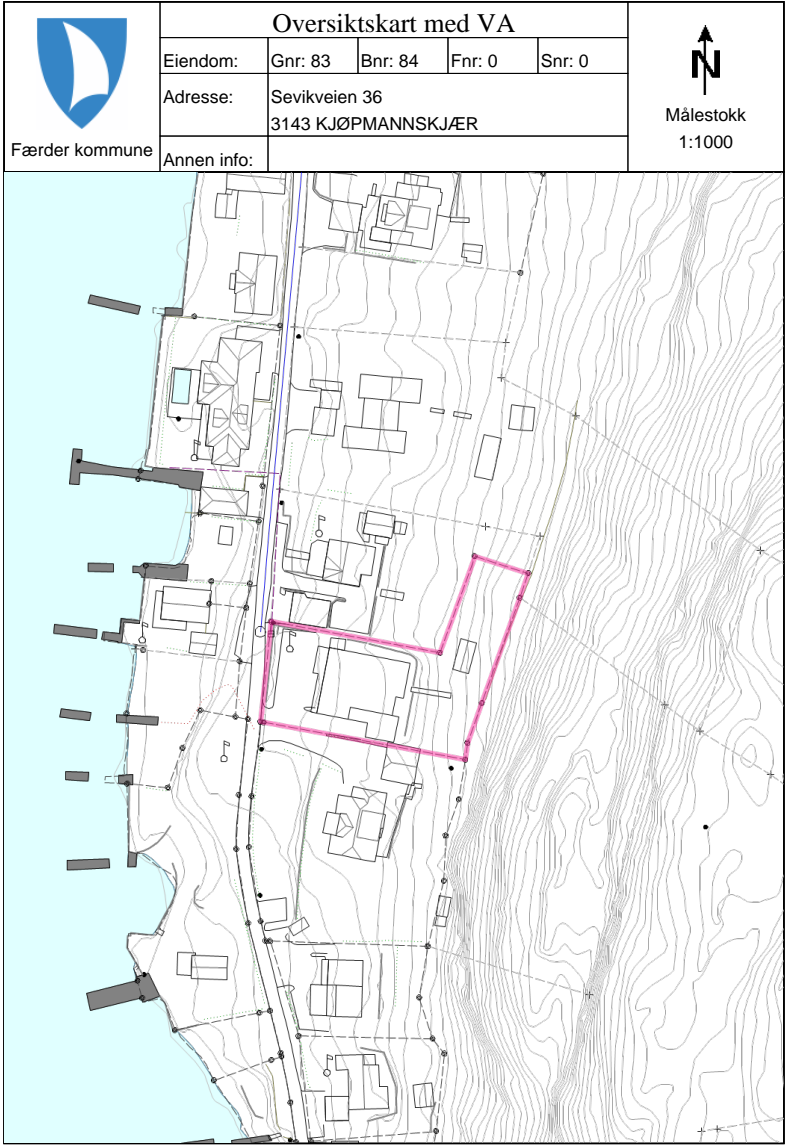 Oversiktskart med VA
Eiendom: Gnr: 83 Bnr: 84 Fnr: 0 Snr: 0
Adresse: Sevikveien 36
3143 KJØPMANNSKJÆR
Annen info:
Færder kommune
N
Målestokk
1:1000